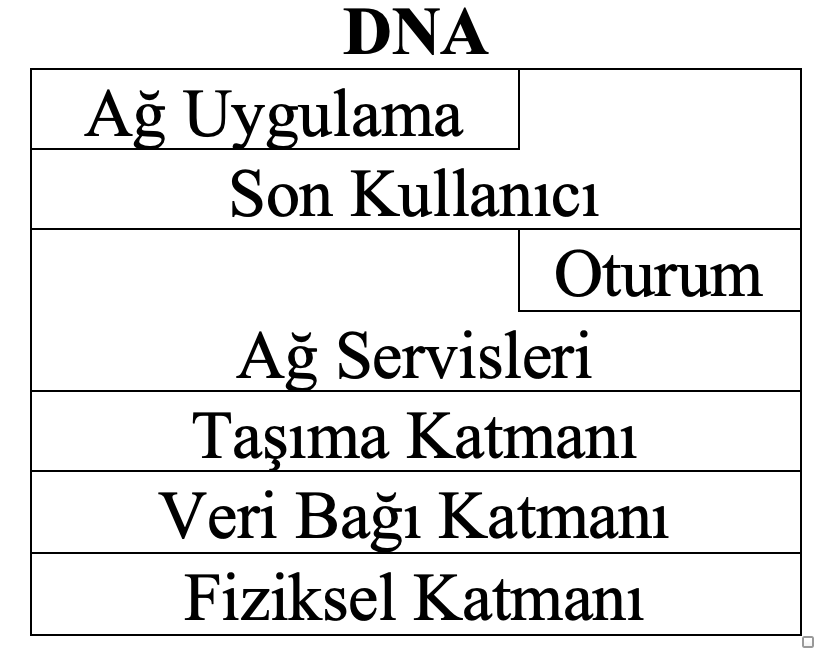 DNA
Ağ Uygulama
Son Kullanıcı
Oturum
Ağ Servisleri
Taşıma Katmanı
Veri Bağı Katmanı
Fiziksel Katmanı